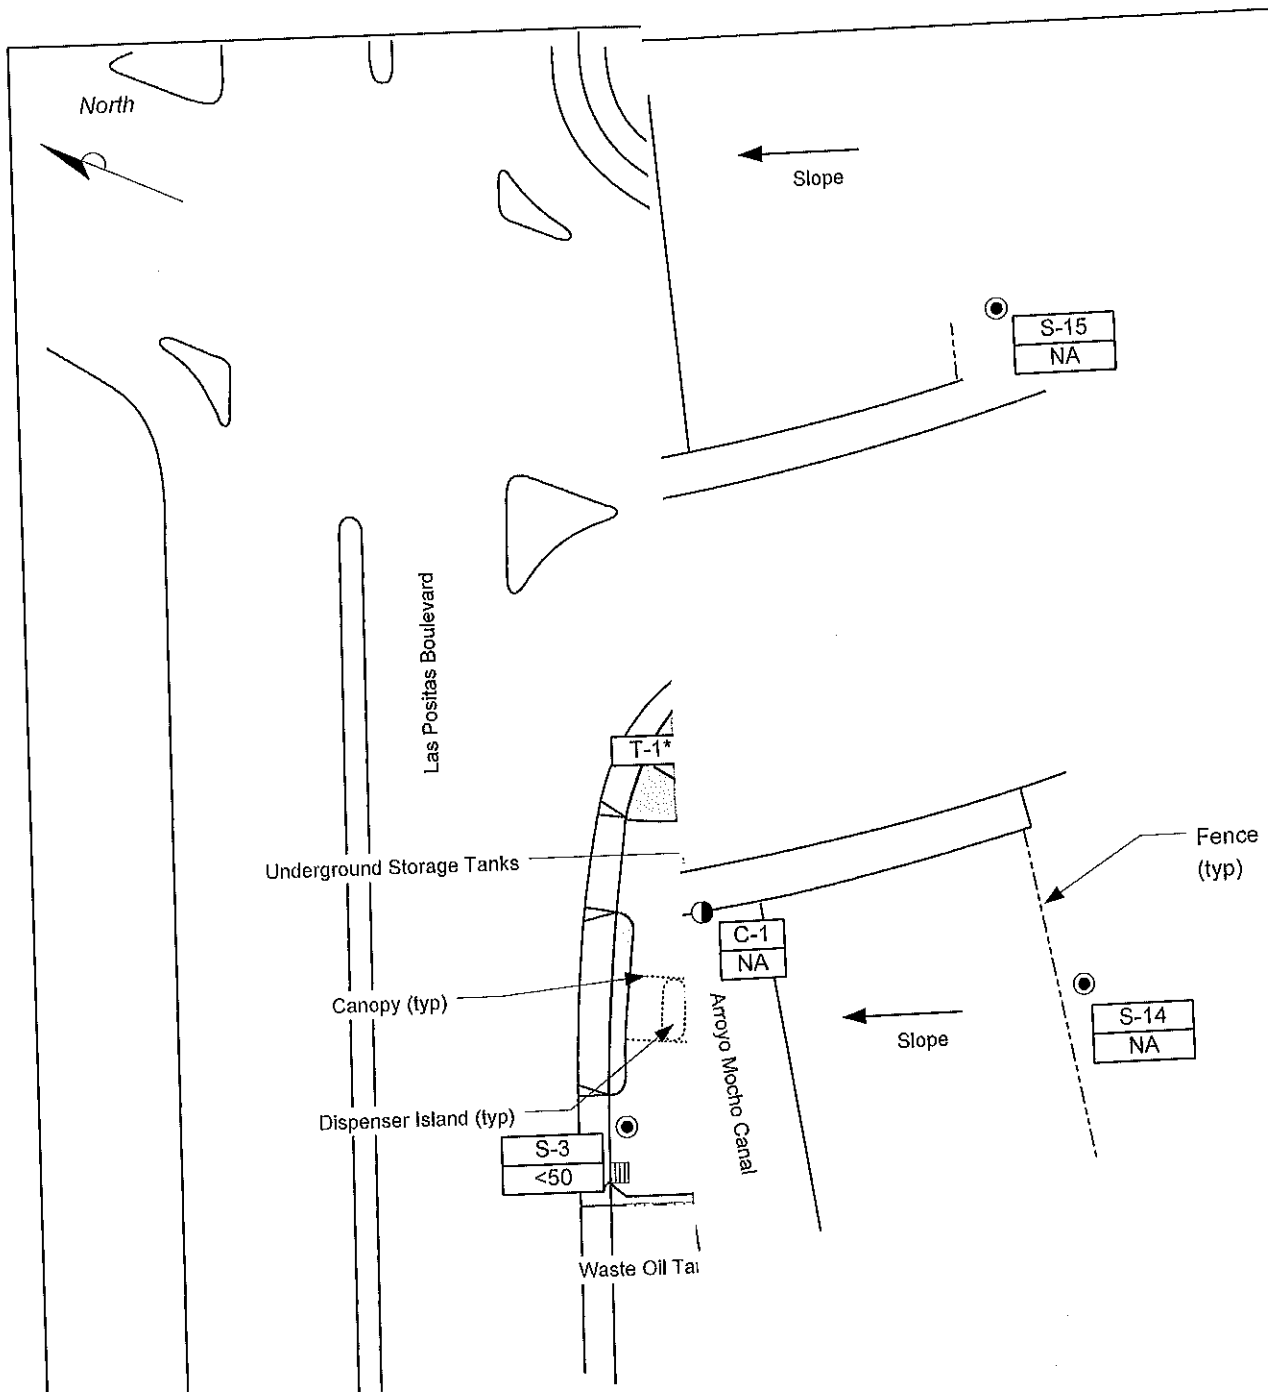 North
Slope
S-15
NA
Las Positas Boulevard
T-1*
Underground Storage Tanks
Fence
(typ)
C-1
NA
Canopy (typ)
Arroyo Mocho Canal
Slope
S-14
NA
Dispenser Island (typ)
S-3
<50
Waste Oil